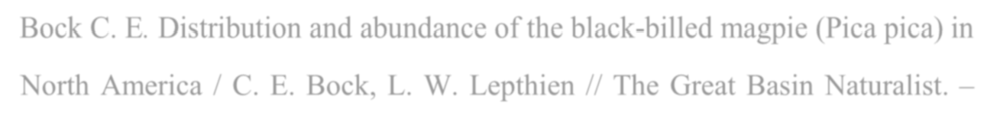 Bock C. E. Distribution and abundance of the black-billed magpie (Pica pica) in
North America / C. E. Bock, L. W. Lepthien // The Great Basin Naturalist. –